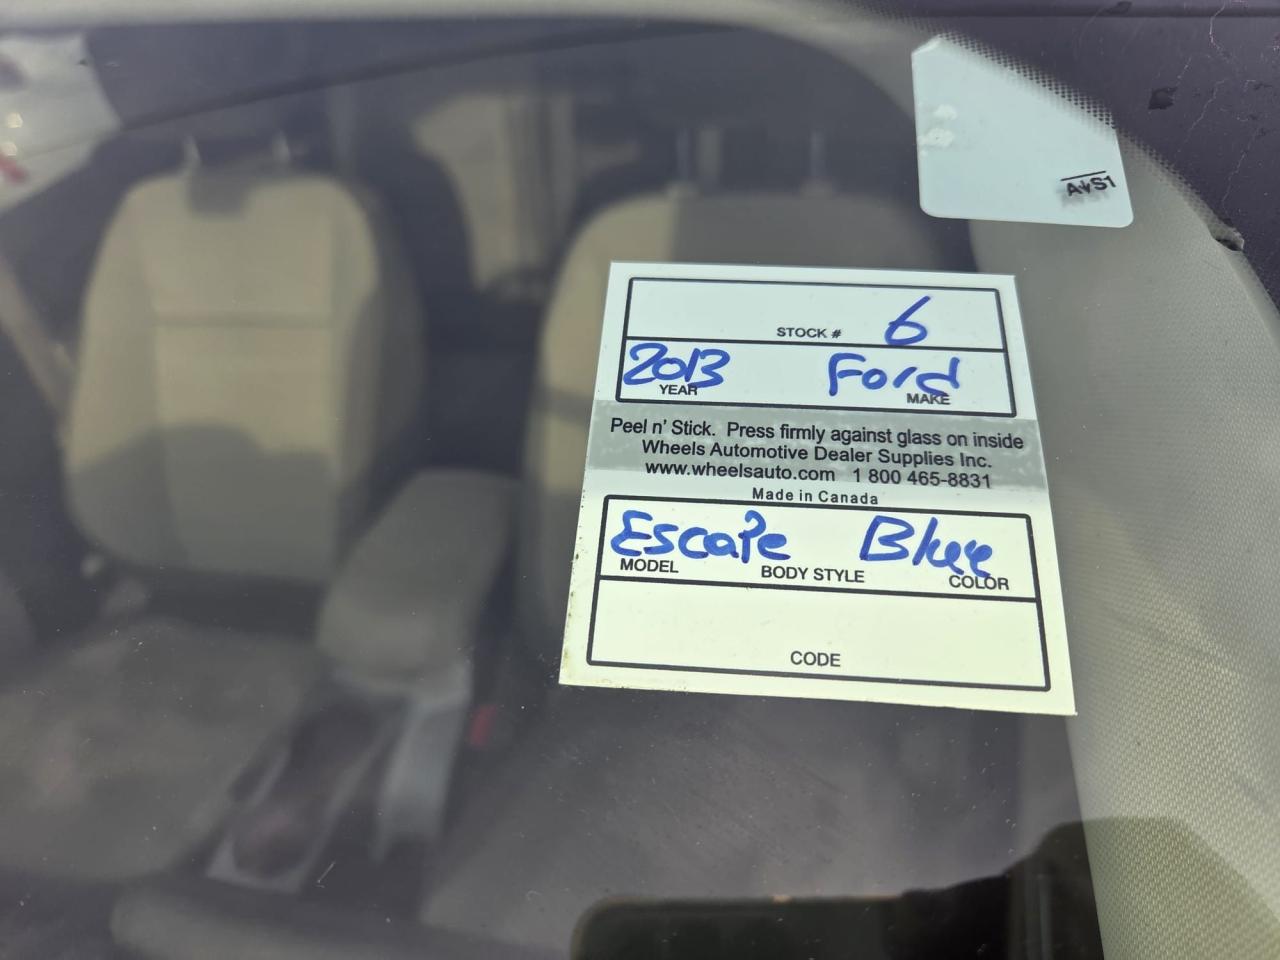 6
STOCK #
2013 Ford
YEAR MAKE
Peel n' Stick. Press firmly against glass on inside
Wheels Automotive Dealer Supplies Inc.
www.wheelsauto.com 1 800 465-8831
Made in Canada
Escape Blue
MODEL BODY STYLE COLOR
CODE